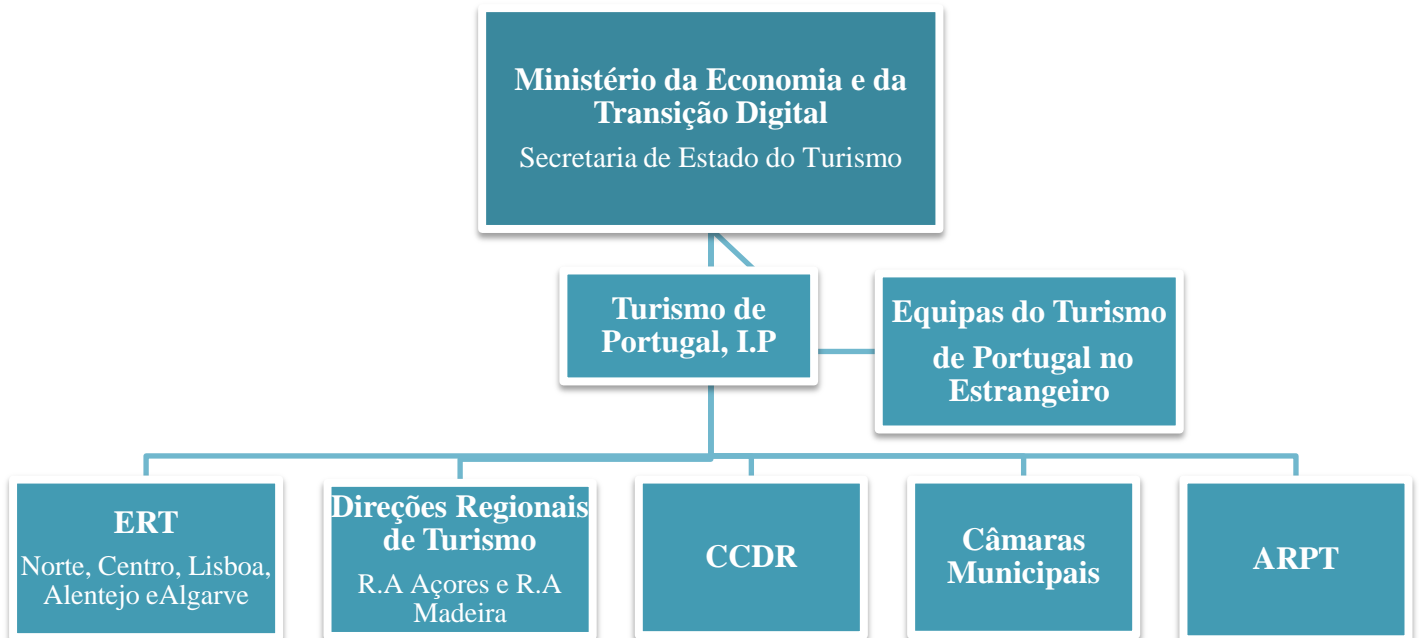 Ministério da Economia e da
Transição Digital
Secretaria de Estado do Turismo
Turismo de
Portugal, I.P
Equipas do Turismo
de Portugal no
Estrangeiro
ERT
Norte, Centro, Lisboa,
Alentejo eAlgarve
Direções Regionais
de Turismo
R.A Açores e R.A
Madeira
CCDR
Câmaras
Municipais
ARPT